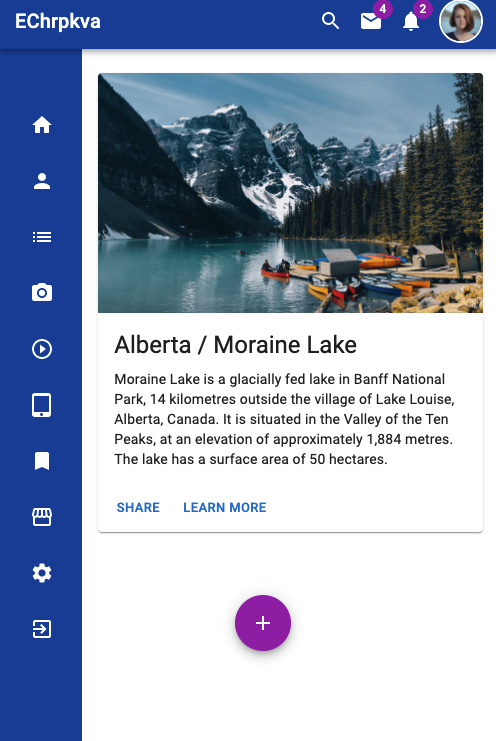 EChrpkva
4
2
Alberta / Moraine Lake
Moraine Lake is a glacially fed lake in Banff National
Park, 14 kilometres outside the village of Lake Louise,
Alberta, Canada. It is situated in the Valley of the Ten
Peaks, at an elevation of approximately 1,884 metres.
The lake has a surface area of 50 hectares.
SHARE LEARN MORE